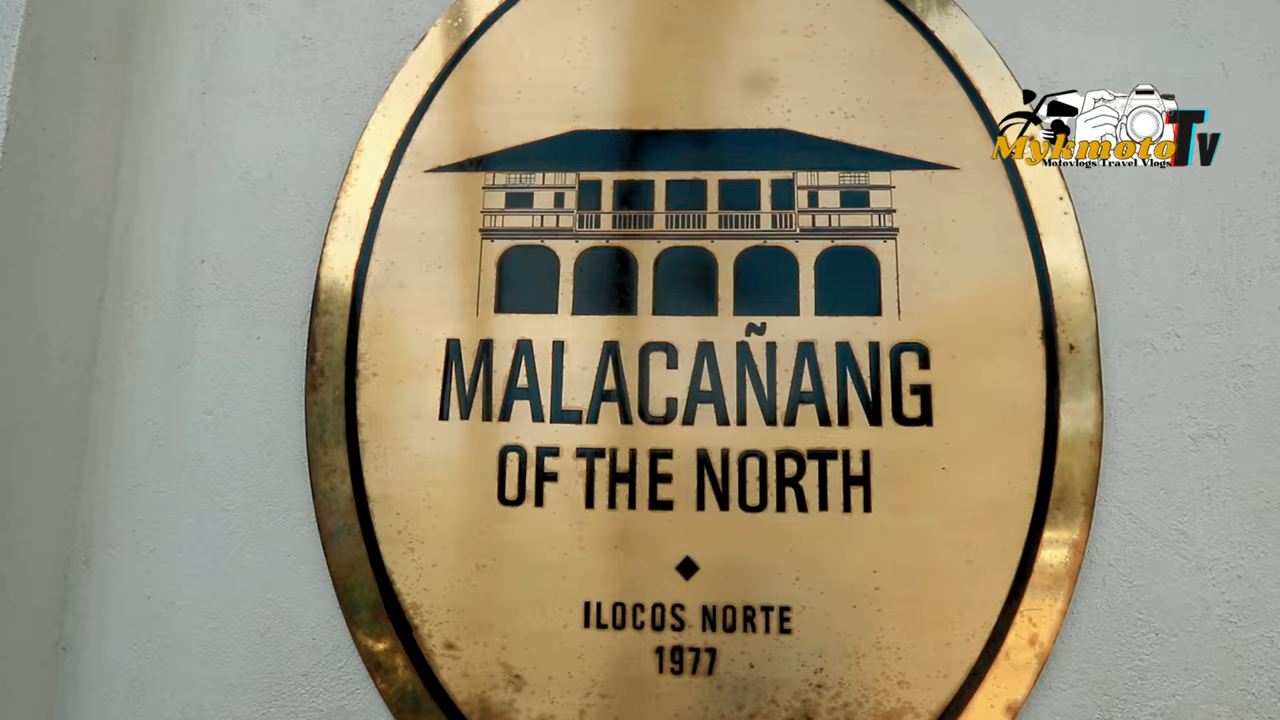 MALACAÑANG
OF THE NORTH
ILOCOS NORTE
1977
Mykmoto Tv
Motovlogs Travel Vlogs